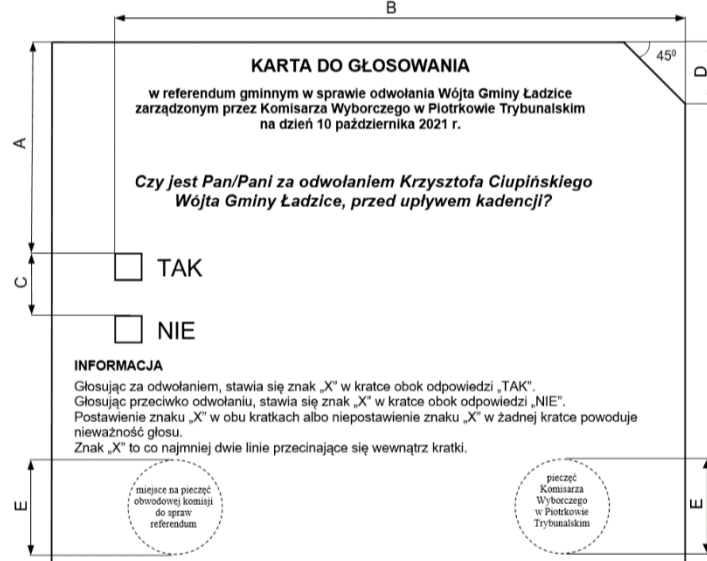 B
45⁰
D
KARTA DO GŁOSOWANIA
w referendum gminnym w sprawie odwołania Wójta Gminy Ładzice
zarządzonym przez Komisarza Wyborczego w Piotrkowie Trybunalskim
na dzień 10 października 2021 r.
A
Czy jest Pan/Pani za odwołaniem Krzysztofa Ciupińskiego
Wójta Gminy Ładzice, przed upływem kadencji?
TAK
C
NIE
INFORMACJA
Głosując za odwołaniem, stawia się znak „X” w kratce obok odpowiedzi „TAK”.
Głosując przeciwko odwołaniu, stawia się znak „X” w kratce obok odpowiedzi „NIE”.
Postawienie znaku „X” w obu kratkach albo niepostawienie znaku „X” w żadnej kratce powoduje
nieważność głosu.
Znak „X” to co najmniej dwie linie przecinające się wewnątrz kratki.
E
miejsce na pieczęć
obwodowej komisji
do spraw
referendum
pieczęć
Komisarza
Wyborczego
w Piotrkowie
Trybunalskim
E